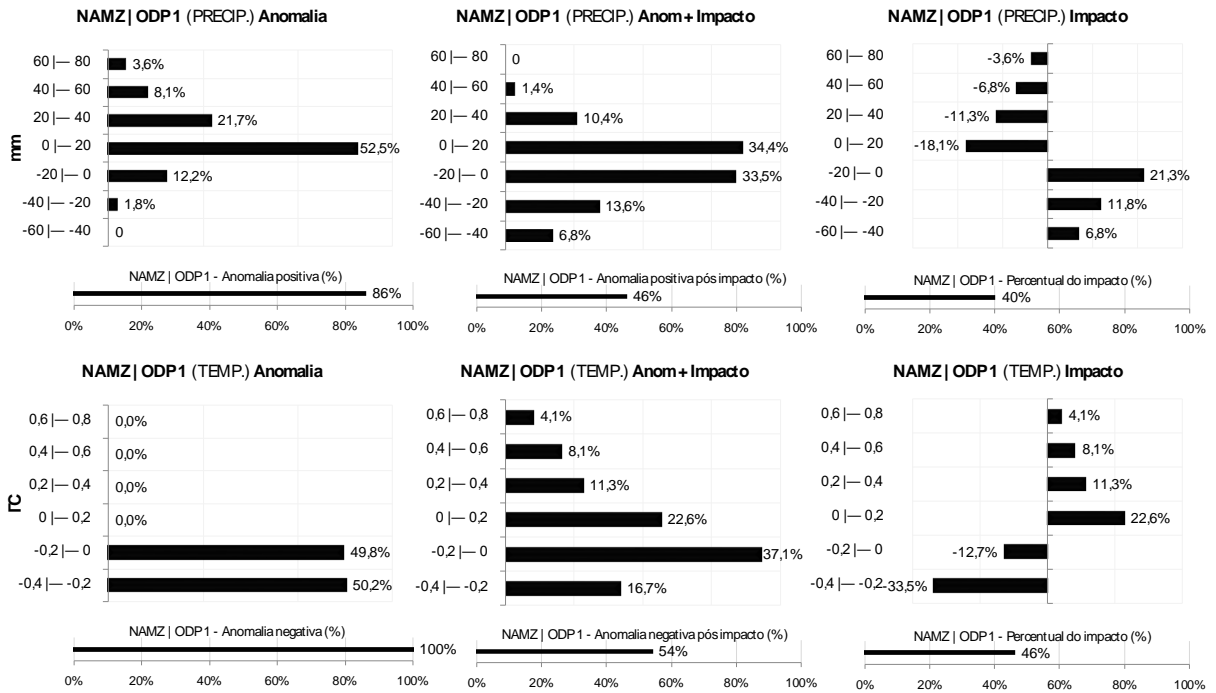 NAMZ | ODP1 (PRECIP.) Anomalia
60 |— 80
3,6%
40 |— 60
8,1%
20 |— 40
21,7%
0 |— 20
52,5%
-20 |— 0
12,2%
-40 |— -20
1,8%
-60 |— -40
0
mm
NAMZ | ODP1 - Anomalia positiva (%)
86%
0% 20% 40% 60% 80% 100%
NAMZ | ODP1 (PRECIP.) Anom + Impacto
60 |— 80
0
40 |— 60
1,4%
20 |— 40
10,4%
0 |— 20
34,4%
-20 |— 0
33,5%
-40 |— -20
13,6%
-60 |— -40
6,8%
NAMZ | ODP1 - Anomalia positiva pós impacto (%)
46%
0% 20% 40% 60% 80% 100%
NAMZ | ODP1 (PRECIP.) Impacto
60 |— 80
-3,6%
40 |— 60
-6,8%
20 |— 40
-11,3%
0 |— 20
-18,1%
-20 |— 0
21,3%
-40 |— -20
11,8%
-60 |— -40
6,8%
NAMZ | ODP1 - Percentual do impacto (%)
40%
0% 20% 40% 60% 80% 100%
NAMZ | ODP1 (TEMP.) Anomalia
0,6 |— 0,8
0,0%
0,4 |— 0,6
0,0%
0,2 |— 0,4
0,0%
0 |— 0,2
0,0%
-0,2 |— 0
49,8%
-0,4 |— -0,2
50,2%
NAMZ | ODP1 - Anomalia negativa (%)
100%
0% 20% 40% 60% 80% 100%
NAMZ | ODP1 (TEMP.) Anom + Impacto
0,6 |— 0,8
4,1%
0,4 |— 0,6
8,1%
0,2 |— 0,4
11,3%
0 |— 0,2
22,6%
-0,2 |— 0
37,1%
-0,4 |— -0,2
16,7%
NAMZ | ODP1 - Anomalia negativa pós impacto (%)
54%
0% 20% 40% 60% 80% 100%
NAMZ | ODP1 (TEMP.) Impacto
0,6 |— 0,8
4,1%
0,4 |— 0,6
8,1%
0,2 |— 0,4
11,3%
0 |— 0,2
22,6%
-0,2 |— 0
-12,7%
-0,4 |— -0,2
-33,5%
NAMZ | ODP1 - Percentual do impacto (%)
46%
0% 20% 40% 60% 80% 100%